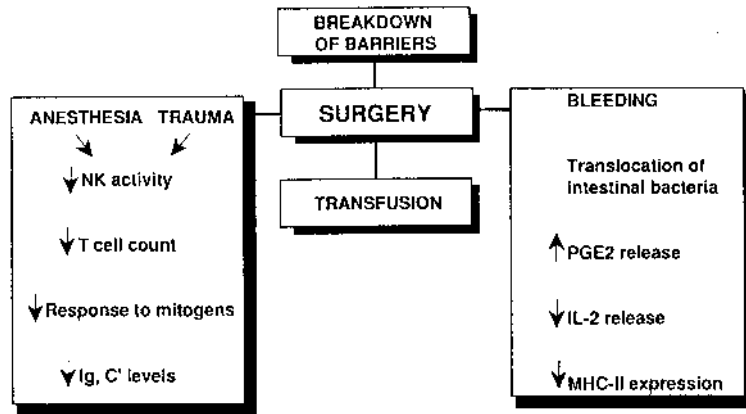 BREAKDOWN
OF BARRIERS
SURGERY
TRANSFUSION
ANESTHESIA TRAUMA
↓ NK activity
↓ T cell count
↓ Response to mitogens
↓ Ig, C' levels
BLEEDING
Translocation of
intestinal bacteria
↑ PGE2 release
↓ IL-2 release
↓ MHC-II expression